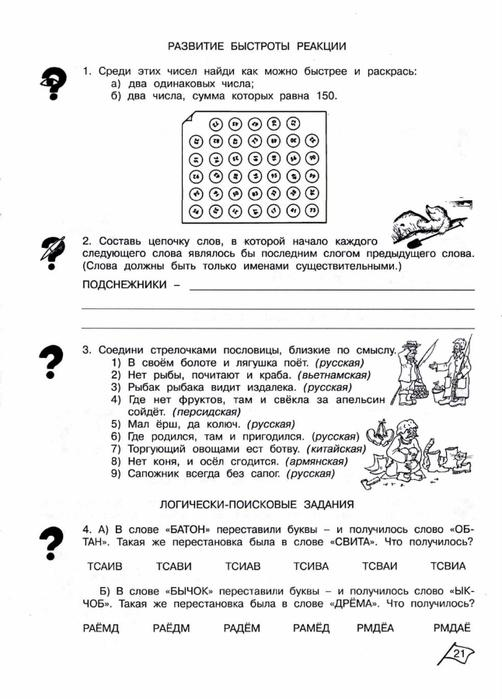 РАЗВИТИЕ БЫСТРОТЫ РЕАКЦИИ
1. Среди этих чисел найди как можно быстрее и раскрась:
а) два одинаковых числа;
б) два числа, сумма которых равна 150.
2. Составь цепочку слов, в которой начало каждого
следующего слова являлось бы последним слогом предыдущего слова.
(Слова должны быть только именами существительными.)
ПОДСНЕЖНИКИ –
3. Соедини стрелочками пословицы, близкие по смыслу.
1) В своём болоте и лягушка поёт. (русская)
2) Нет рыбы, почитают и краба. (вьетнамская)
3) Рыбак рыбака видит издалека. (русская)
4) Где нет фруктов, там и свёкла за апельсин
сойдёт. (персидская)
5) Мал ёрш, да колюч. (русская)
6) Где родился, там и пригодился. (русская)
7) Торгующий овощами ест ботву. (китайская)
8) Нет коня, и осёл сгодится. (армянская)
9) Сапожник всегда без сапог. (русская)
ЛОГИЧЕСКИ-ПОИСКОВЫЕ ЗАДАНИЯ
4. А) В слове «БАТОН» переставили буквы – и получилось слово «ОБ-
ТАН». Такая же перестановка была в слове «СВИТА». Что получилось?
ТСАИВ ТСАВИ ТСИАВ ТСИВА ТСВАИ ТСВИА
Б) В слове «БЫЧОК» переставили буквы – и получилось слово «ЫК-
ЧОБ». Такая же перестановка была в слове «ДРЁМА». Что получилось?
РАЁМД РАЁДМ РАДЁМ РАМЁД РМДЁА РМДАЁ
21